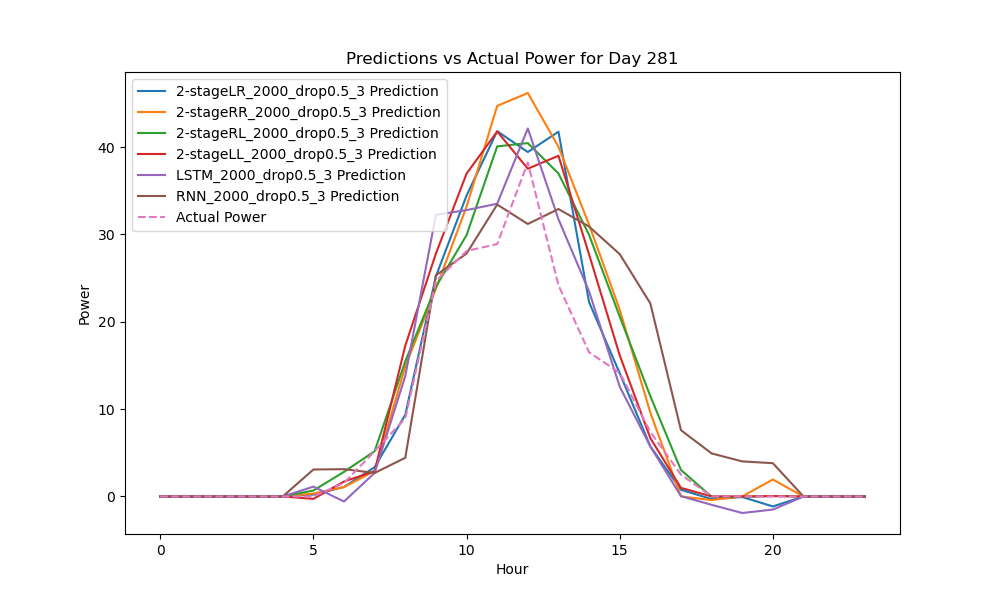 Predictions vs Actual Power for Day 281
2-stageLR_2000_drop0.5_3 Prediction
2-stageRR_2000_drop0.5_3 Prediction
2-stageRL_2000_drop0.5_3 Prediction
2-stageLL_2000_drop0.5_3 Prediction
LSTM_2000_drop0.5_3 Prediction
RNN_2000_drop0.5_3 Prediction
Actual Power
40
30
20
10
0
Power
0 5 10 15 20
Hour